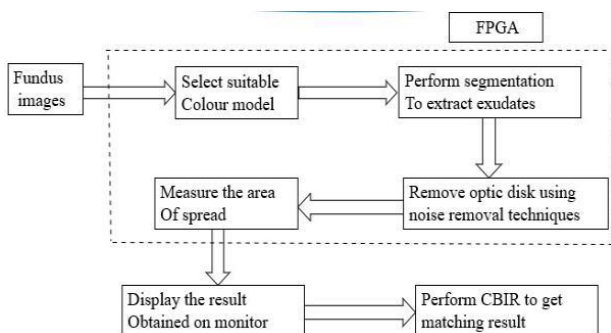 FPGA
Fundus
images
Select suitable
Colour model
Perform segmentation
To extract exudates
Remove optic disk using
noise removal techniques
Measure the area
Of spread
Display the result
Obtained on monitor
Perform CBIR to get
matching result